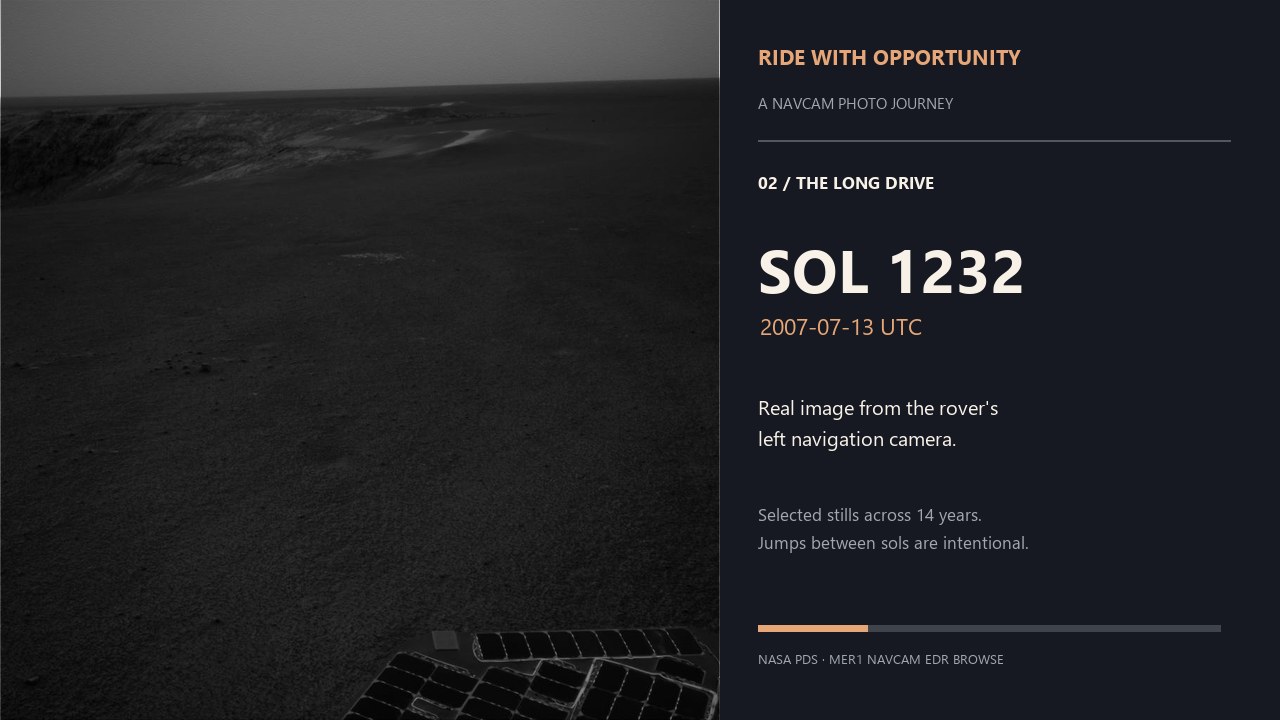 RIDE WITH OPPORTUNITY
A NAVCAM PHOTO JOURNEY
02 / THE LONG DRIVE
SOL 1232
2007-07-13 UTC
Real image from the rover's
left navigation camera.
Selected stills across 14 years.
Jumps between sols are intentional.
NASA PDS · MER1 NAVCAM EDR BROWSE